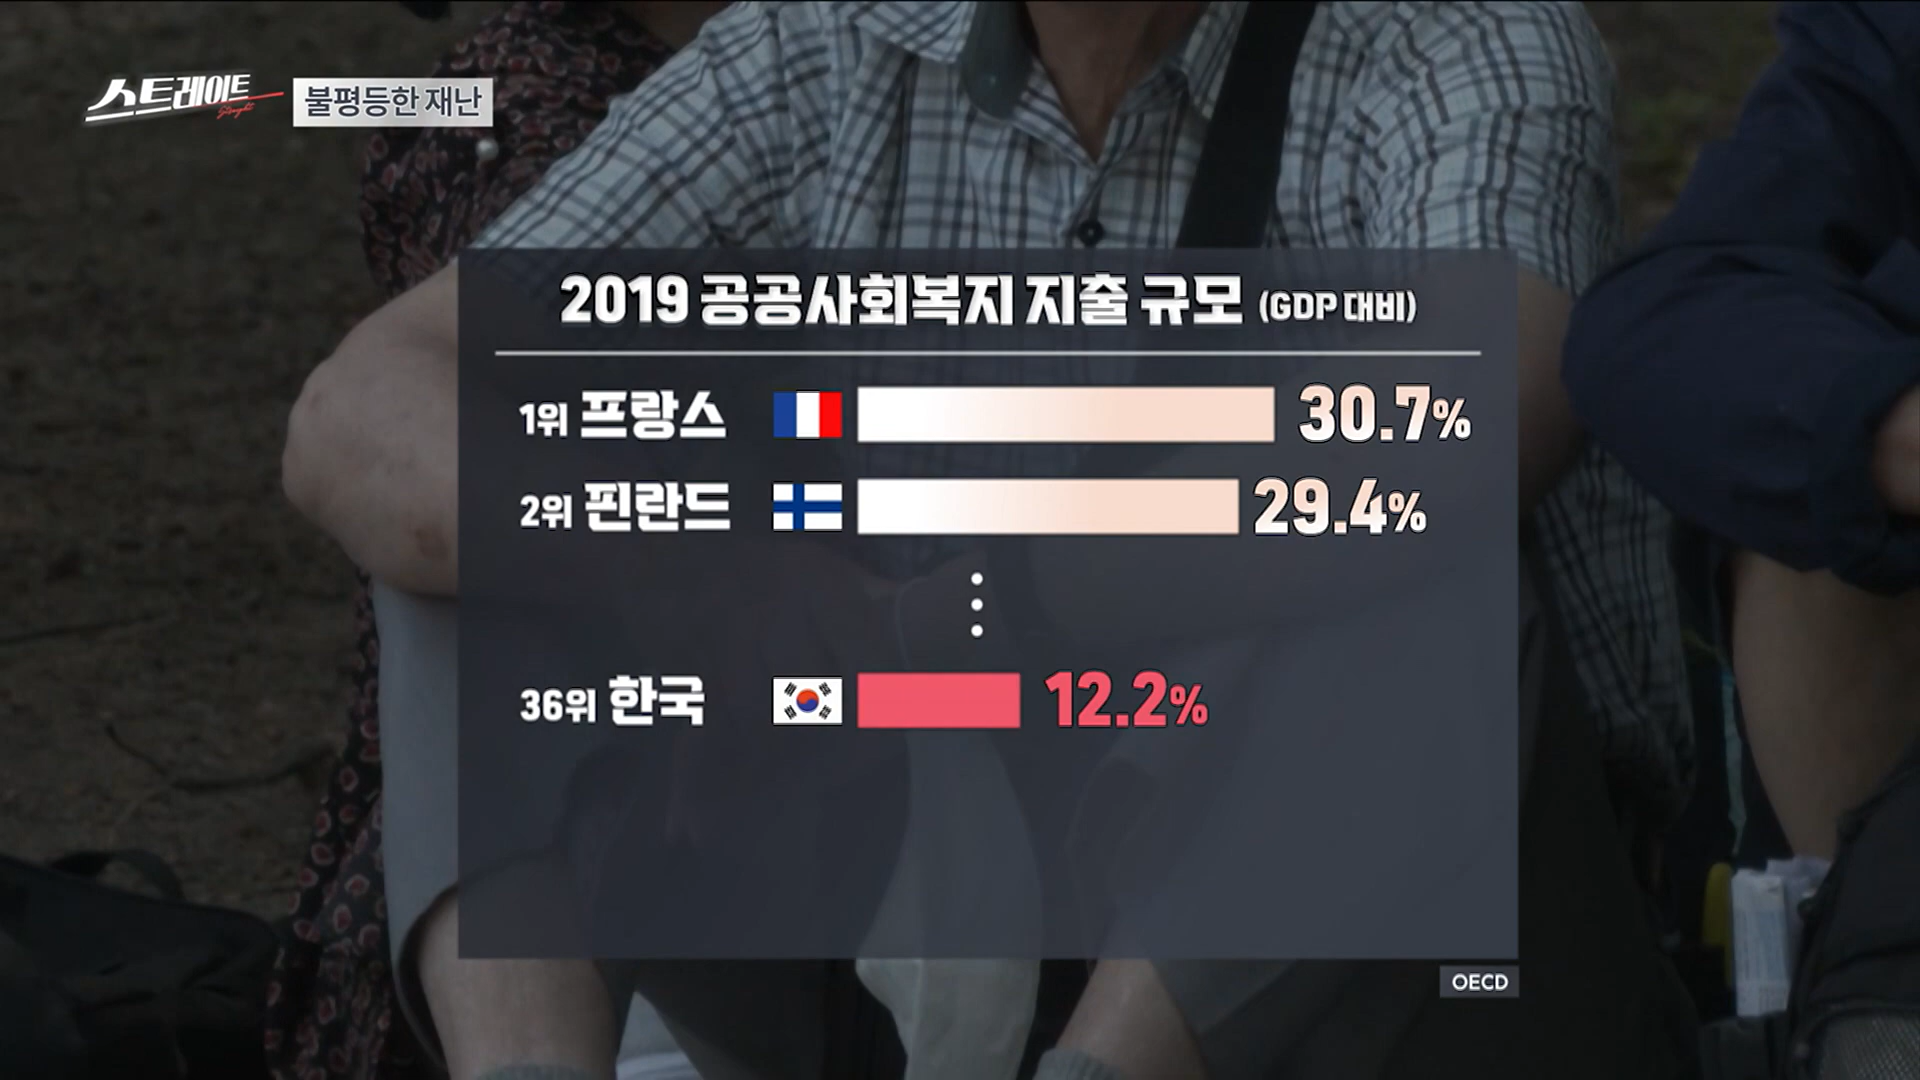 스트레이트
Straight
불평등한 재난
2019 공공사회복지 지출 규모 (GDP 대비)
1위 프랑스 30.7%
2위 핀란드 29.4%
36위 한국 12.2%
OECD